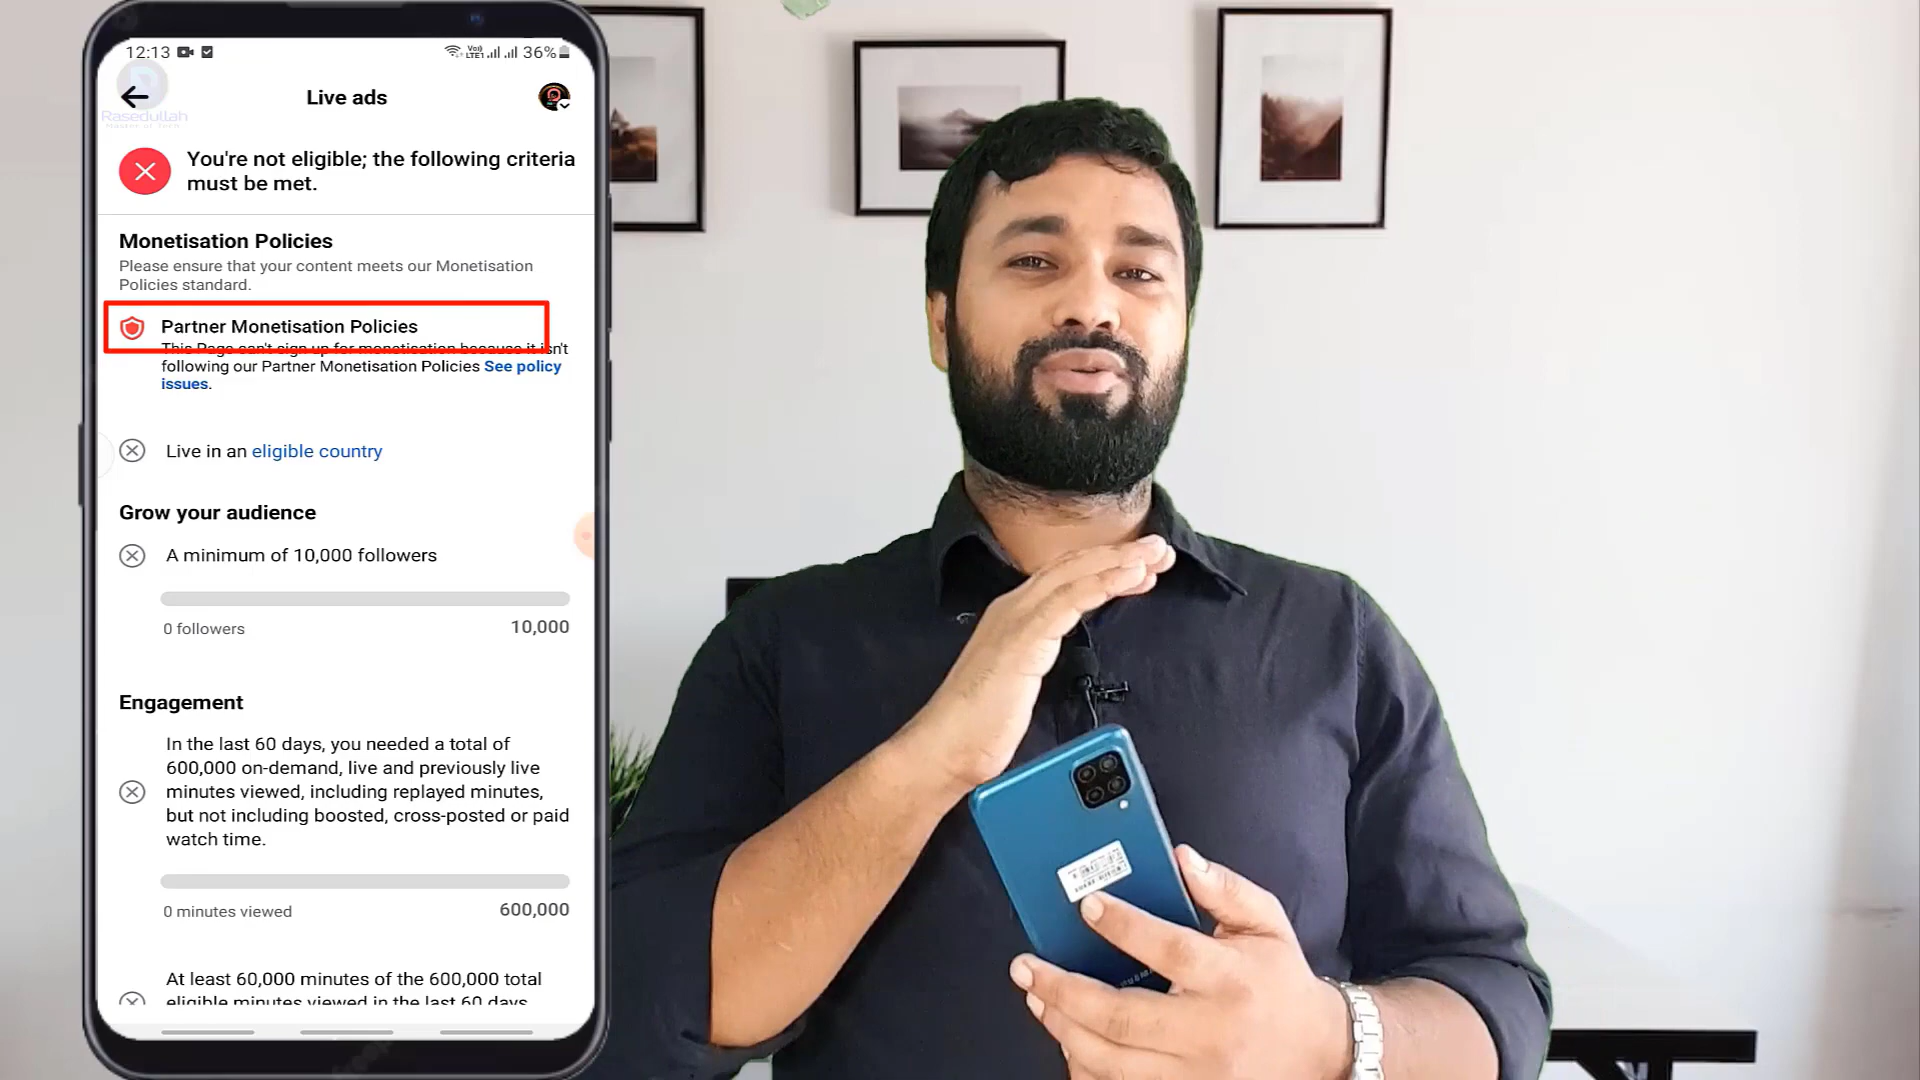 12:13
36%
Rasedullah
Live ads
You're not eligible; the following criteria
must be met.
Monetisation Policies
Please ensure that your content meets our Monetisation
Policies standard.
Partner Monetisation Policies
This Page can't sign up for monetisation because it isn't
following our Partner Monetisation Policies See policy
issues.
Live in an eligible country
Grow your audience
A minimum of 10,000 followers
0 followers
10,000
Engagement
In the last 60 days, you needed a total of
600,000 on-demand, live and previously live
minutes viewed, including replayed minutes,
but not including boosted, cross-posted or paid
watch time.
0 minutes viewed
600,000
At least 60,000 minutes of the 600,000 total
eligible minutes viewed in the last 60 days